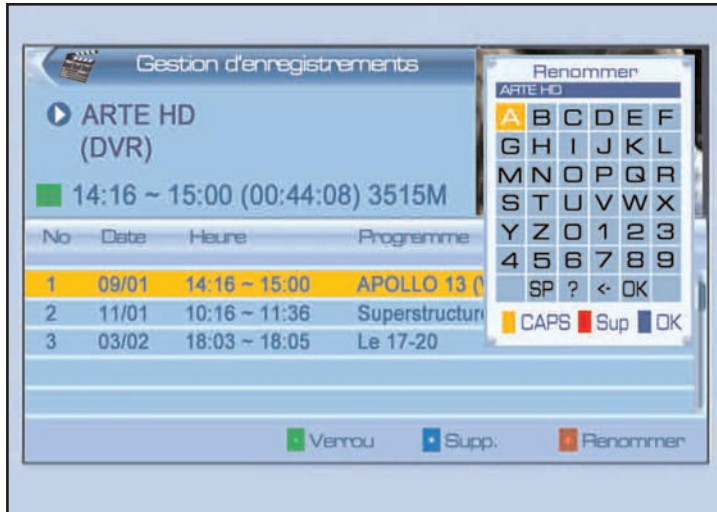 Gestion d'enregistrements
ARTE HD
(DVR)
14:16 ~ 15:00 (00:44:08) 3515M
No Date Heure Programme
1 09/01 14:16 ~ 15:00 APOLLO 13
2 11/01 10:16 ~ 11:36 Superstructure
3 03/02 18:03 ~ 18:05 Le 17-20
Verrou Supp. Renommer
Renommer
ARTE HD
A B C D E F
G H I J K L
M N O P Q R
S T U V W X
Y Z 0 1 2 3
4 5 6 7 8 9
SP ? <- OK
CAPS Sup OK